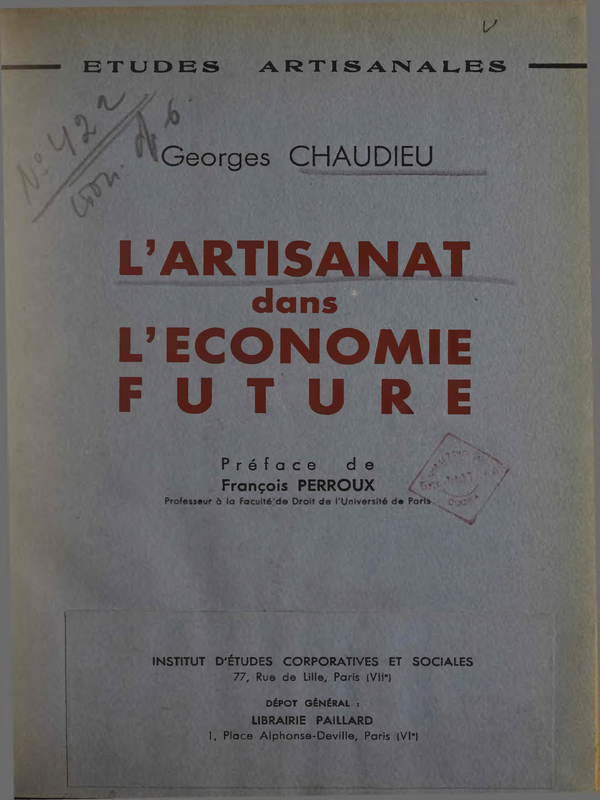 ETUDES ARTISANALES
N° 422
Georges CHAUDIEU
L'ARTISANAT
dans
L'ECONOMIE
FUTURE
Préface de
François PERROUX
Professeur à la Faculté de Droit de l'Université de Paris
INSTITUT D'ÉTUDES CORPORATIVES ET SOCIALES
77, Rue de Lille, Paris (VIIe)
DÉPOT GÉNÉRAL :
LIBRAIRIE PAILLARD
1, Place Alphonse-Deville, Paris (VIe)